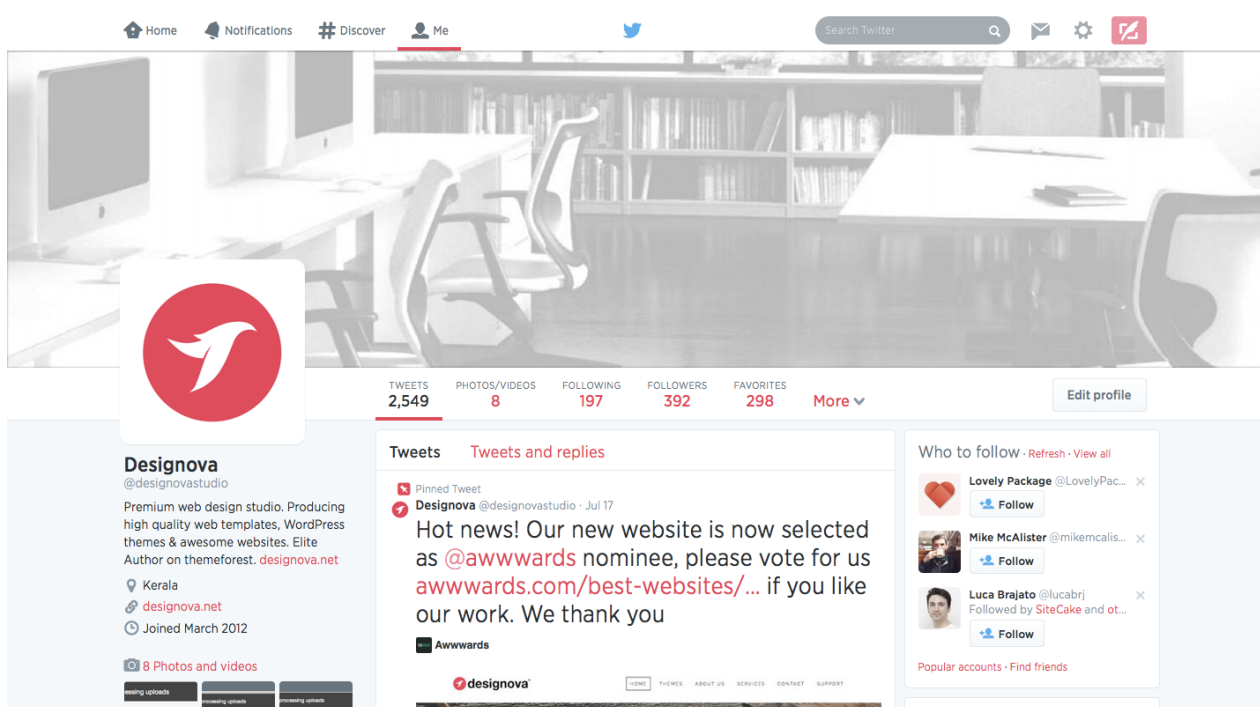 Home Notifications Discover Me Search Twitter
TWEETS PHOTOS/VIDEOS FOLLOWING FOLLOWERS FAVORITES
2,549 8 197 392 298 More Edit profile
Designova
@designovastudio
Premium web design studio. Producing
high quality web templates, WordPress
themes & awesome websites. Elite
Author on themeforest. designova.net
Kerala
designova.net
Joined March 2012
8 Photos and videos
essing uploads processing uploads processing uploads
Tweets Tweets and replies
Pinned Tweet
Designova @designovastudio · Jul 17
Hot news! Our new website is now selected
as @awwwards nominee, please vote for us
awwwards.com/best-websites/... if you like
our work. We thank you
Awwwards
designova
HOME THEMES ABOUT US SERVICES CONTACT SUPPORT
Who to follow · Refresh · View all
Lovely Package @LovelyPac...
Follow
Mike McAlister @mikemcalis...
Follow
Luca Brajato @lucabrj
Followed by SiteCake and ot...
Follow
Popular accounts · Find friends